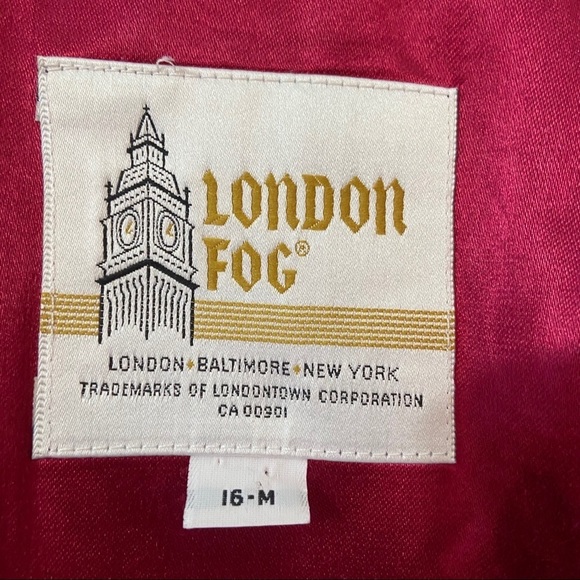 LONDON
FOG®
LONDON◆BALTIMORE◆NEW YORK
TRADEMARKS OF LONDONTOWN CORPORATION
CA 00901
16-M